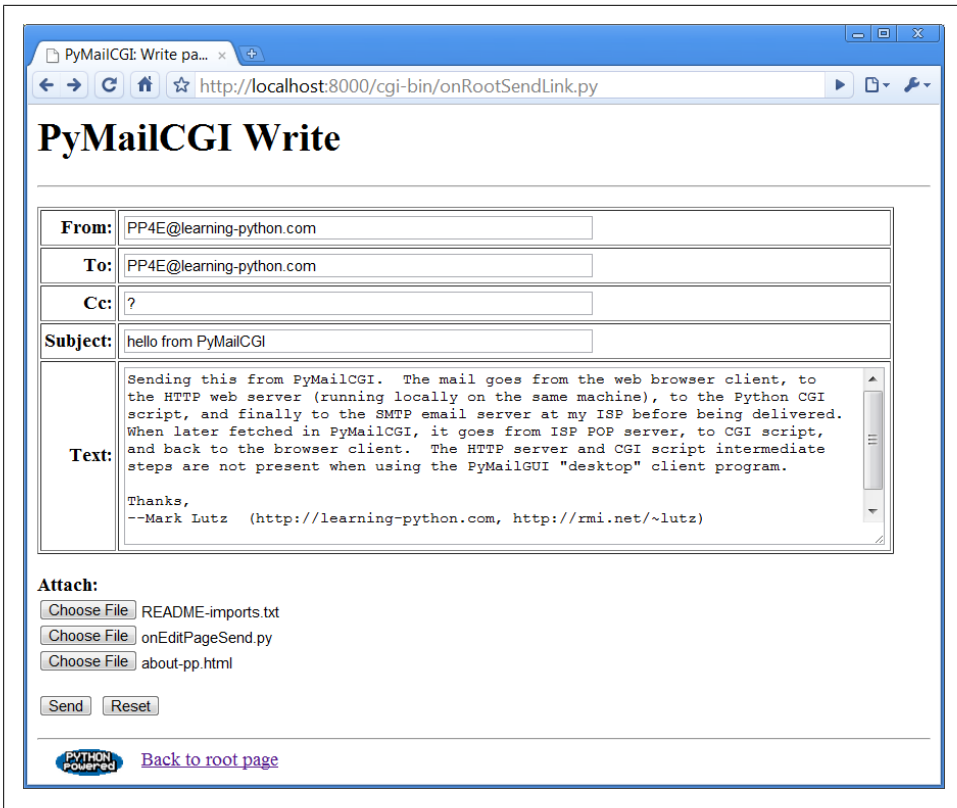 PyMailCGI: Write pa...
http://localhost:8000/cgi-bin/onRootSendLink.py
PyMailCGI Write
From: PP4E@learning-python.com
To: PP4E@learning-python.com
Cc: ?
Subject: hello from PyMailCGI
Text:
Sending this from PyMailCGI.  The mail goes from the web browser client, to
the HTTP web server (running locally on the same machine), to the Python CGI
script, and finally to the SMTP email server at my ISP before being delivered.
When later fetched in PyMailCGI, it goes from ISP POP server, to CGI script,
and back to the browser client.  The HTTP server and CGI script intermediate
steps are not present when using the PyMailGUI "desktop" client program.
Thanks,
--Mark Lutz  (http://learning-python.com, http://rmi.net/~lutz)
Attach:
Choose File README-imports.txt
Choose File onEditPageSend.py
Choose File about-pp.html
Send Reset
PYTHON
Powered
Back to root page